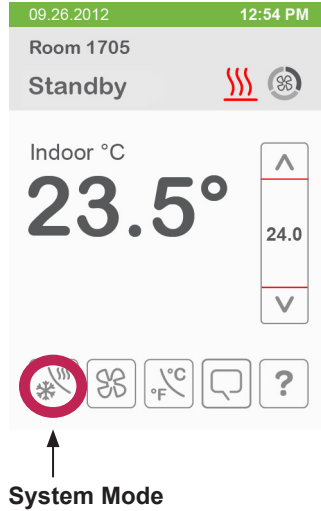 09.26.2012 12:54 PM
Room 1705
Standby
Indoor °C
23.5°
24.0
°F °C
?
System Mode